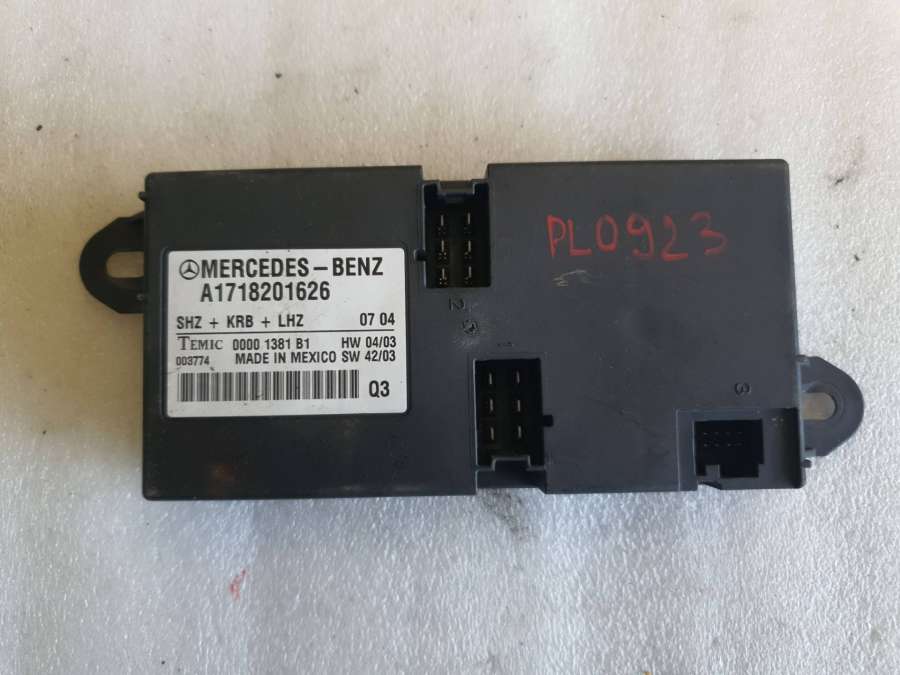 MERCEDES-BENZ
A1718201626
SHZ + KRB + LHZ 07 04
TEMIC 0000 1381 B1 HW 04/03
003774 MADE IN MEXICO SW 42/03
Q3
PL0923
2
3